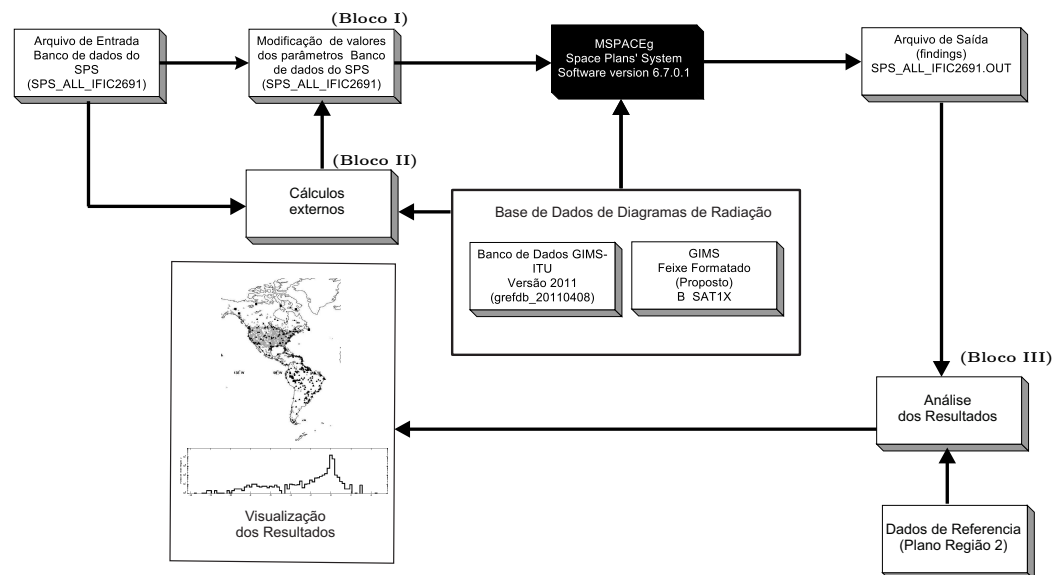 (Bloco I)
Arquivo de Entrada
Banco de dados do
SPS
(SPS_ALL_IFIC2691)
Modificação de valores
dos parâmetros Banco
de dados do SPS
(SPS_ALL_IFIC2691)
MSPACEg
Space Plans' System
Software version 6.7.0.1
Arquivo de Saída
(findings)
SPS_ALL_IFIC2691.OUT
(Bloco II)
Cálculos
externos
Base de Dados de Diagramas de Radiação
Banco de Dados GIMS-
ITU
Versão 2011
(grefdb_20110408)
GIMS
Feixe Formatado
(Proposto)
B_SAT1X
(Bloco III)
Análise
dos Resultados
Visualização
dos Resultados
Dados de Referencia
(Plano Região 2)